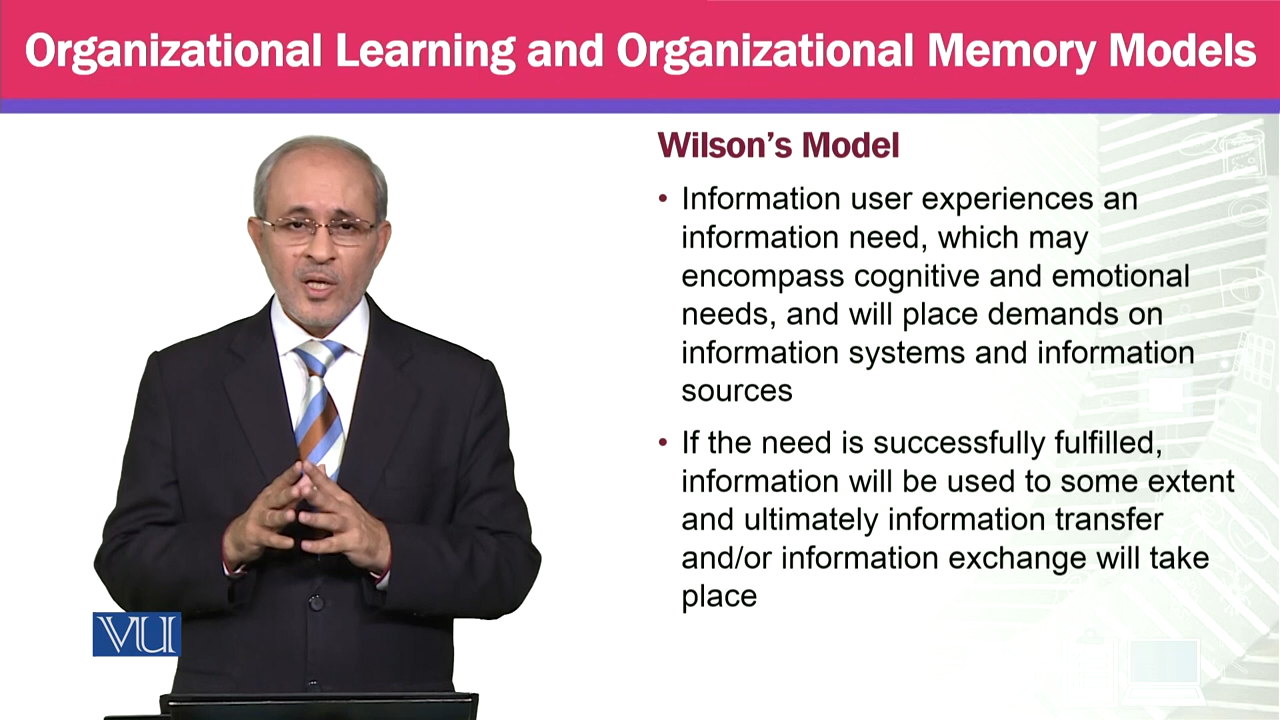 Organizational Learning and Organizational Memory Models
Wilson’s Model
• Information user experiences an
information need, which may
encompass cognitive and emotional
needs, and will place demands on
information systems and information
sources
• If the need is successfully fulfilled,
information will be used to some extent
and ultimately information transfer
and/or information exchange will take
place
VU